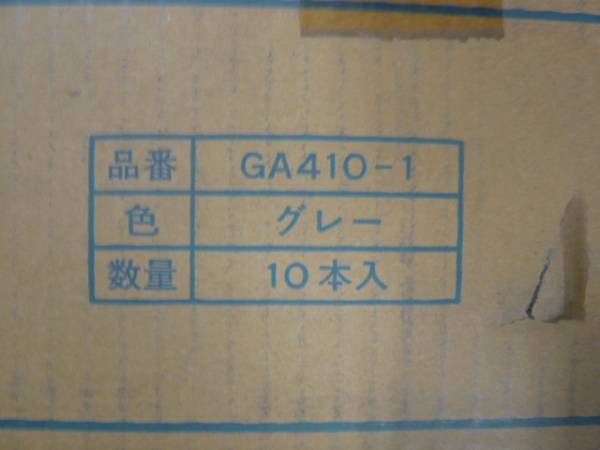 品番 GA410-1
色 グレー
数量 10本入